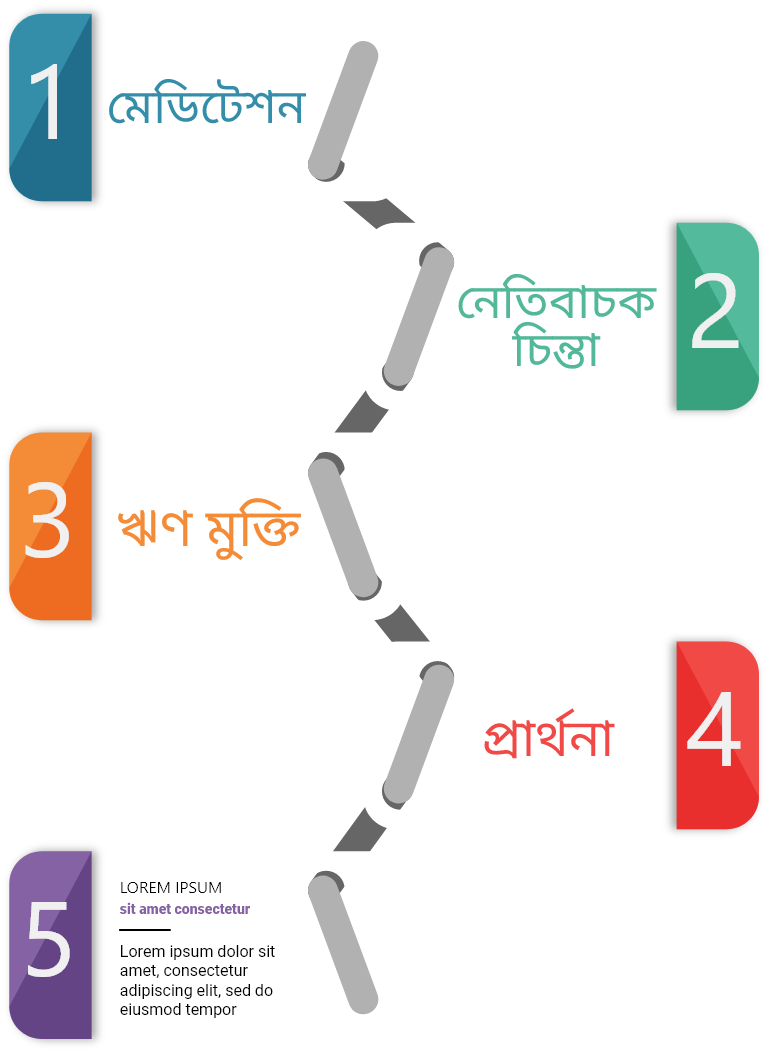 1
মেডিটেশন
2
নেতিবাচক
চিন্তা
3
ঋণ মুক্তি
4
প্রার্থনা
5
LOREM IPSUM
sit amet consectetur
Lorem ipsum dolor sit
amet, consectetur
adipiscing elit, sed do
eiusmod tempor